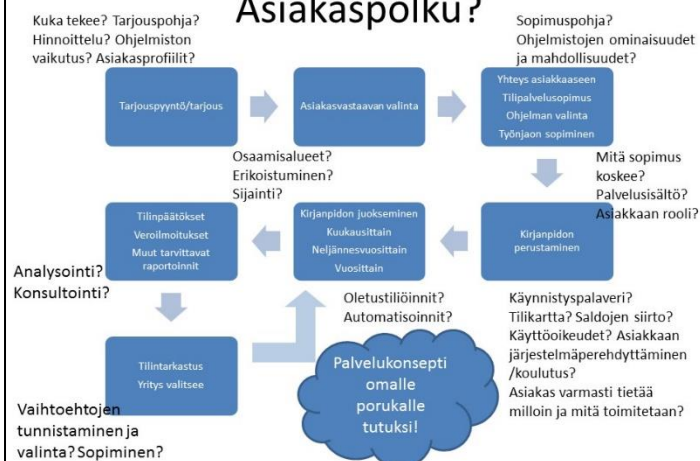 Asiakaspolku?
Kuka tekee? Tarjouspohja?
Hinnoittelu? Ohjelmiston
vaikutus? Asiakasprofiilit?
Sopimuspohja?
Ohjelmistojen ominaisuudet
ja mahdollisuudet?
Tarjouspyyntö/tarjous
Asiakasvastaavan valinta
Yhteys asiakkaaseen
Tilipalvelusopimus
Ohjelman valinta
Työnjaon sopiminen
Osaamisalueet?
Erikoistuminen?
Sijainti?
Mitä sopimus
koskee?
Palvelusisältö?
Asiakkaan rooli?
Tilinpäätökset
Veroilmoitukset
Muut tarvittavat
raportoinnit
Kirjanpidon juokseminen
Kuukausittain
Neljännesvuosittain
Vuosittain
Kirjanpidon
perustaminen
Analysointi?
Konsultointi?
Oletustiliöinnit?
Automatisoinnit?
Käynnistyspalaveri?
Tilikartta? Saldojen siirto?
Käyttöoikeudet? Asiakkaan
järjestelmäperehdyttäminen
/koulutus?
Asiakas varmasti tietää
milloin ja mitä toimitetaan?
Tilintarkastus
Yritys valitsee
Palvelukonsepti
omalle
porukalle
tutuksi!
Vaihtoehtojen
tunnistaminen ja
valinta? Sopiminen?